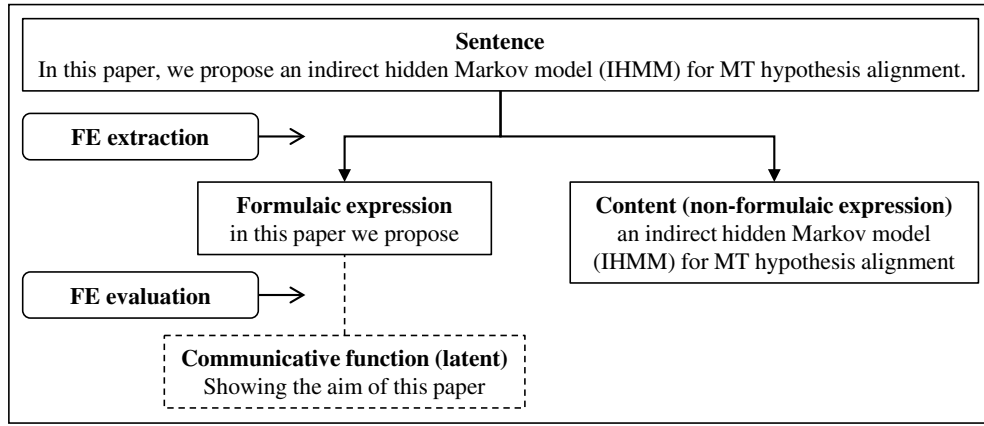 Sentence
In this paper, we propose an indirect hidden Markov model (IHMM) for MT hypothesis alignment.
FE extraction
Formulaic expression
in this paper we propose
Content (non-formulaic expression)
an indirect hidden Markov model
(IHMM) for MT hypothesis alignment
FE evaluation
Communicative function (latent)
Showing the aim of this paper